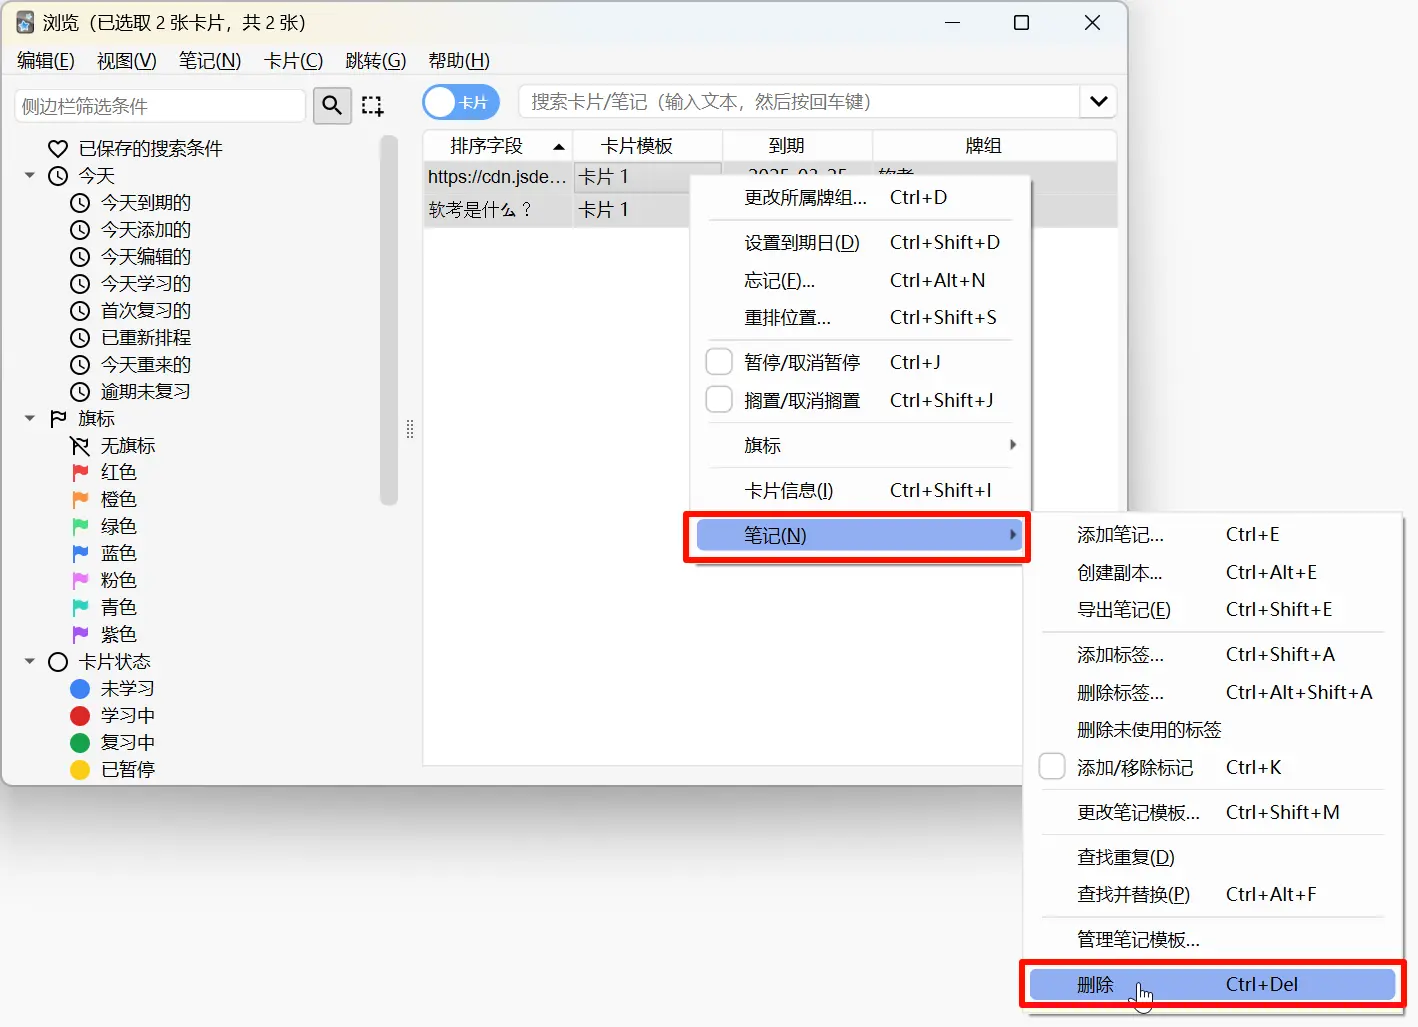 浏览（已选取 2 张卡片，共 2 张）
编辑(E) 视图(V) 笔记(N) 卡片(C) 跳转(G) 帮助(H)
侧边栏筛选条件
卡片
搜索卡片/笔记（输入文本，然后按回车键）
已保存的搜索条件
今天
今天到期的
今天添加的
今天编辑的
今天学习的
首次复习的
已重新排程
今天重来的
逾期未复习
旗标
无旗标
红色
橙色
绿色
蓝色
粉色
青色
紫色
卡片状态
未学习
学习中
复习中
已暂停
排序字段 卡片模板 到期 牌组
https://cdn.jsde... 卡片 1 2025-03-25 软考
软考是什么？ 卡片 1
更改所属牌组... Ctrl+D
设置到期日(D) Ctrl+Shift+D
忘记(F)... Ctrl+Alt+N
重排位置... Ctrl+Shift+S
暂停/取消暂停 Ctrl+J
搁置/取消搁置 Ctrl+Shift+J
旗标
卡片信息(I) Ctrl+Shift+I
笔记(N)
添加笔记... Ctrl+E
创建副本... Ctrl+Alt+E
导出笔记(E) Ctrl+Shift+E
添加标签... Ctrl+Shift+A
删除标签... Ctrl+Alt+Shift+A
删除未使用的标签
添加/移除标记 Ctrl+K
更改笔记模板... Ctrl+Shift+M
查找重复(D)
查找并替换(P) Ctrl+Alt+F
管理笔记模板...
删除 Ctrl+Del